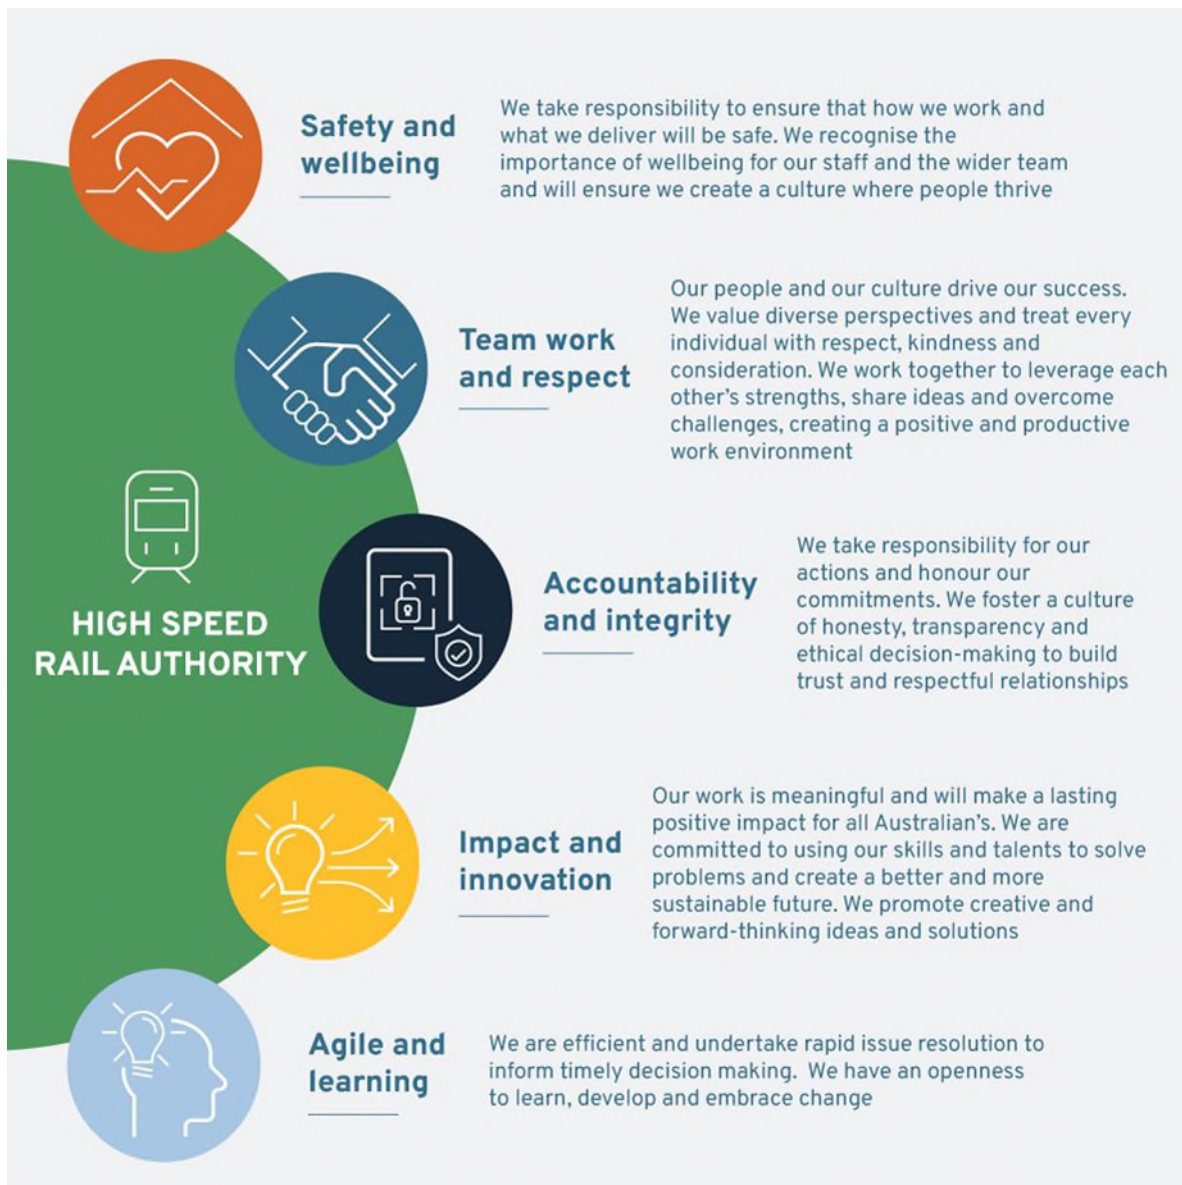 Safety and
wellbeing
We take responsibility to ensure that how we work and
what we deliver will be safe. We recognise the
importance of wellbeing for our staff and the wider team
and will ensure we create a culture where people thrive
Team work
and respect
Our people and our culture drive our success.
We value diverse perspectives and treat every
individual with respect, kindness and
consideration. We work together to leverage each
other's strengths, share ideas and overcome
challenges, creating a positive and productive
work environment
HIGH SPEED
RAIL AUTHORITY
Accountability
and integrity
We take responsibility for our
actions and honour our
commitments. We foster a culture
of honesty, transparency and
ethical decision-making to build
trust and respectful relationships
Impact and
innovation
Our work is meaningful and will make a lasting
positive impact for all Australian's. We are
committed to using our skills and talents to solve
problems and create a better and more
sustainable future. We promote creative and
forward-thinking ideas and solutions
Agile and
learning
We are efficient and undertake rapid issue resolution to
inform timely decision making. We have an openness
to learn, develop and embrace change